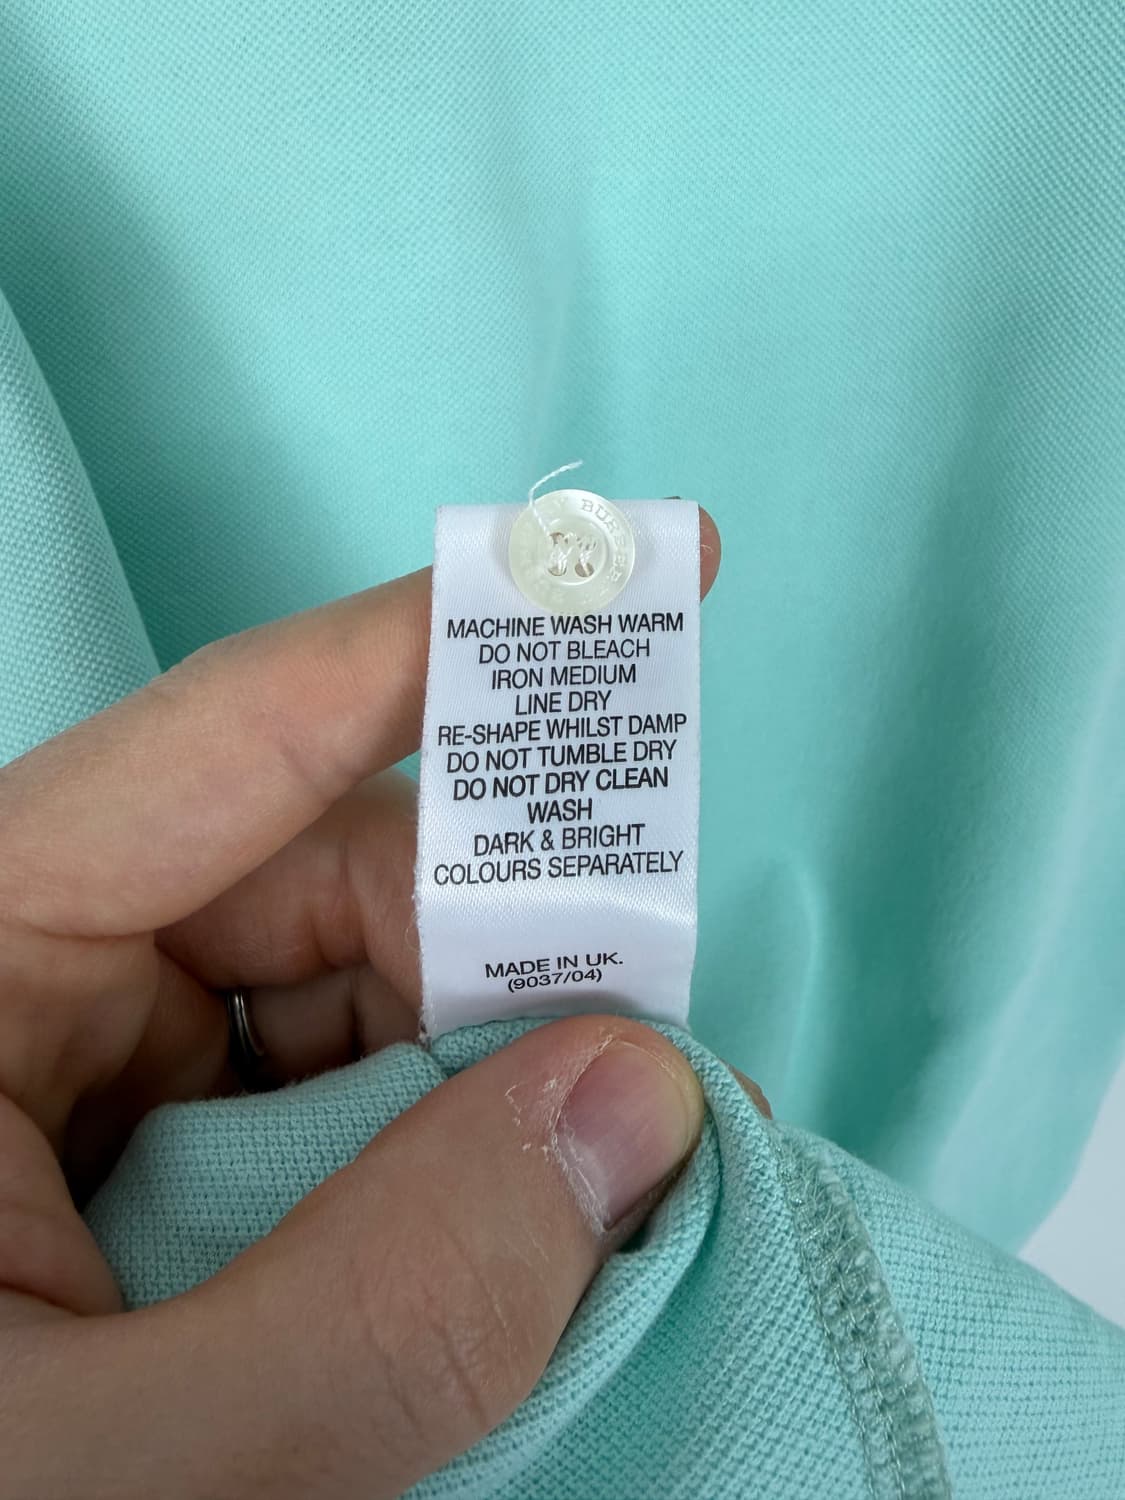 BURBER
MACHINE WASH WARM
DO NOT BLEACH
IRON MEDIUM
LINE DRY
RE-SHAPE WHILST DAMP
DO NOT TUMBLE DRY
DO NOT DRY CLEAN
WASH
DARK & BRIGHT
COLOURS SEPARATELY
MADE IN UK.
(9037/04)